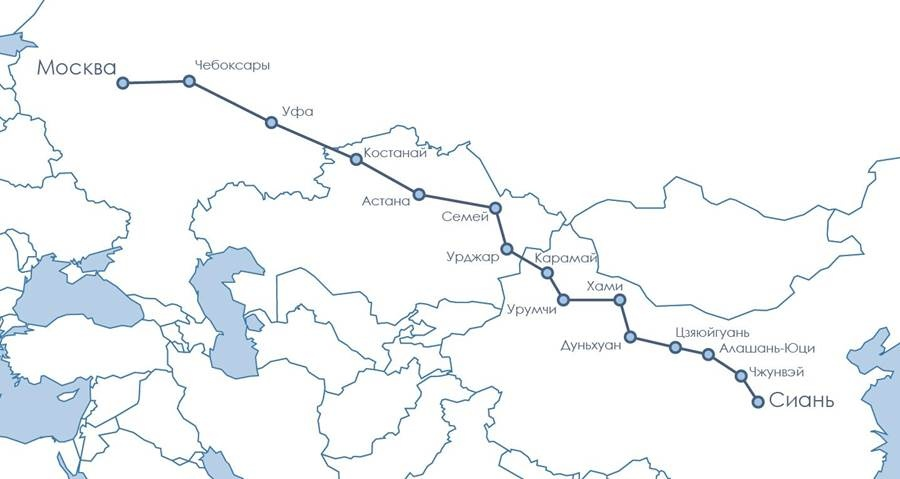 Москва
Чебоксары
Уфа
Костанай
Астана
Семей
Урджар
Карамай
Урумчи
Хами
Дуньхуан
Цзяюйгуань
Алашань-Юци
Чжунвэй
Сиань